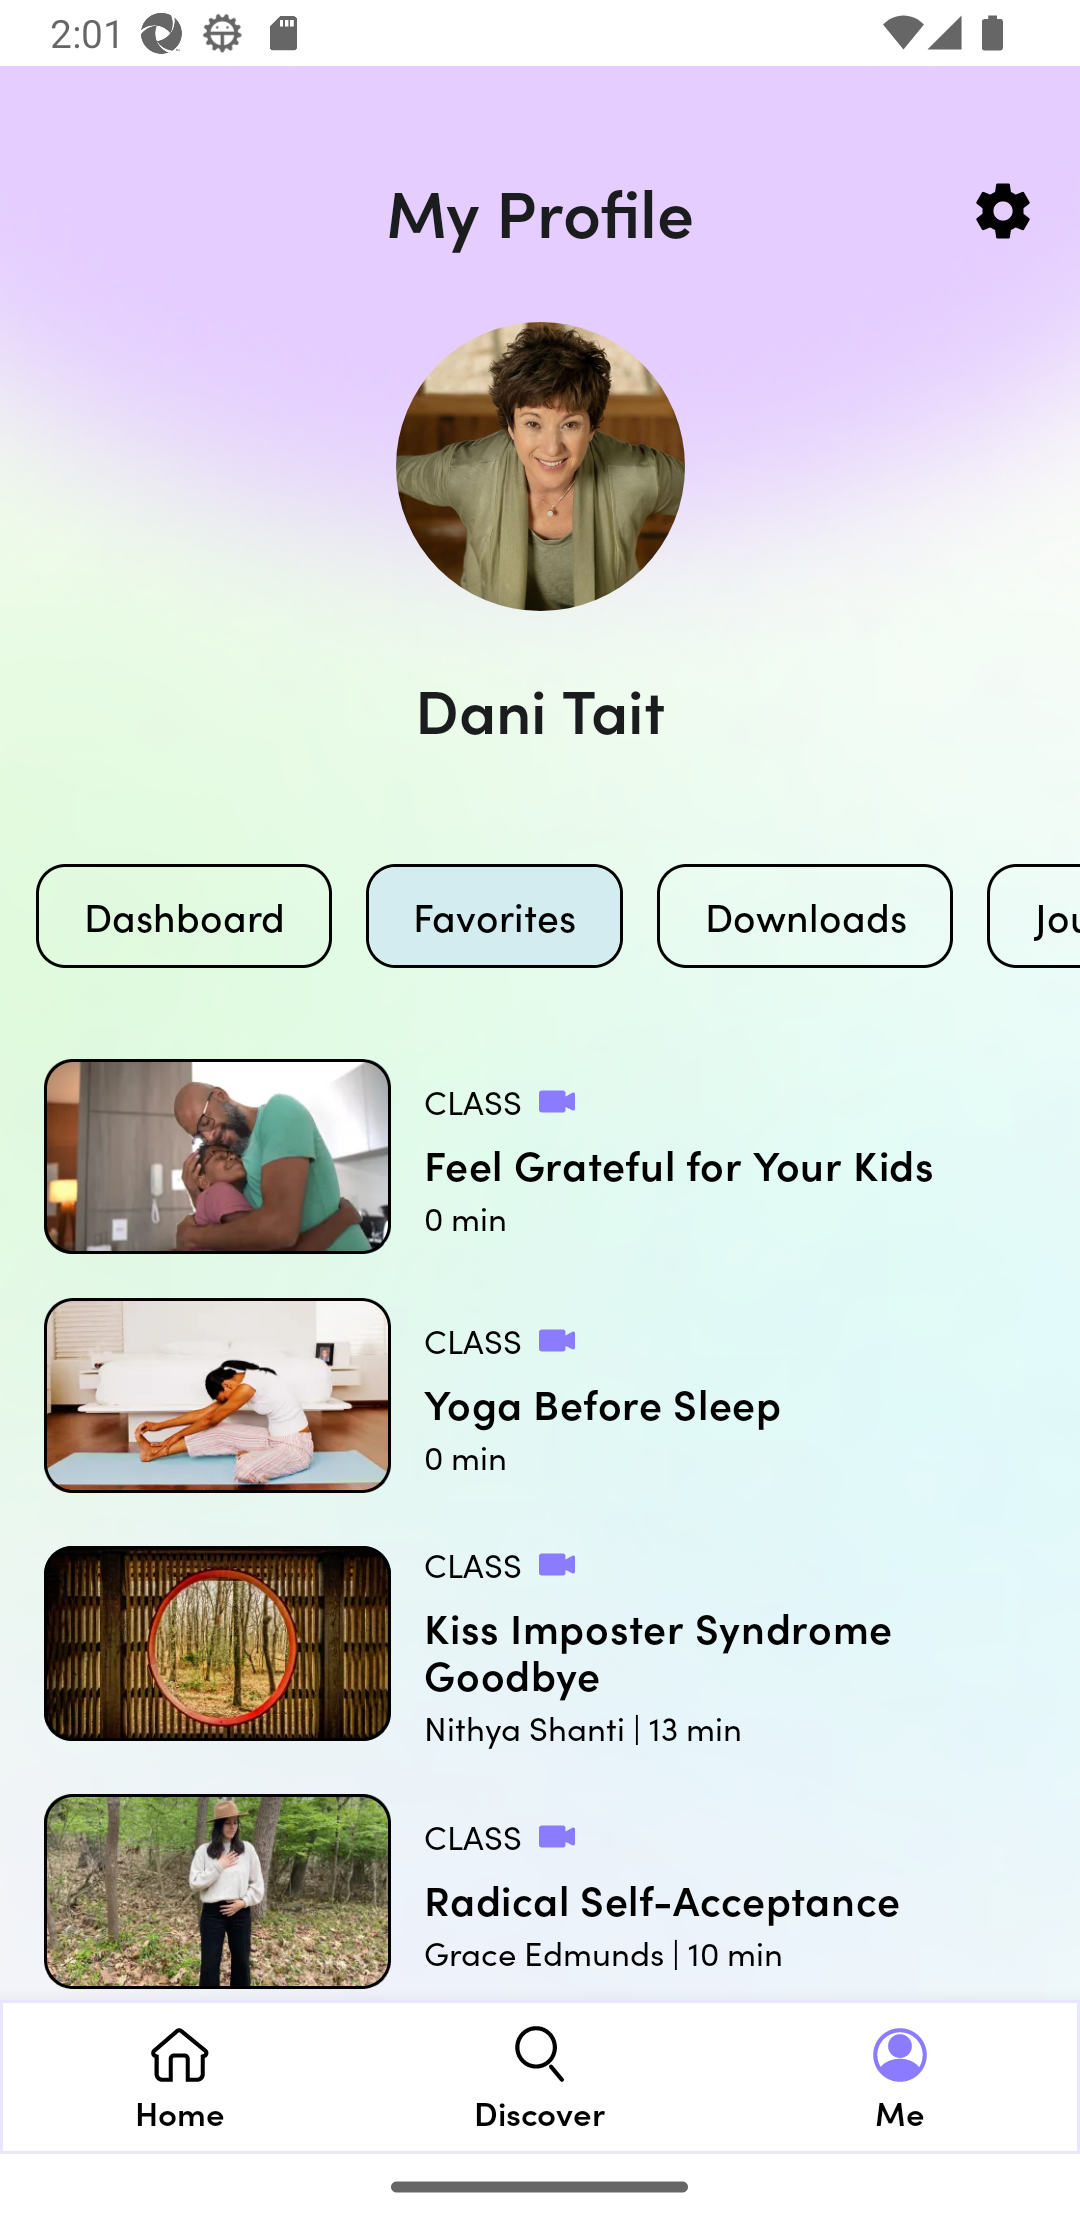 2:01
My Profile
Dani Tait
Dashboard
Favorites
Downloads
CLASS
Feel Grateful for Your Kids
0 min
CLASS
Yoga Before Sleep
0 min
CLASS
Kiss Imposter Syndrome
Goodbye
Nithya Shanti | 13 min
CLASS
Radical Self-Acceptance
Grace Edmunds | 10 min
Home
Discover
Me